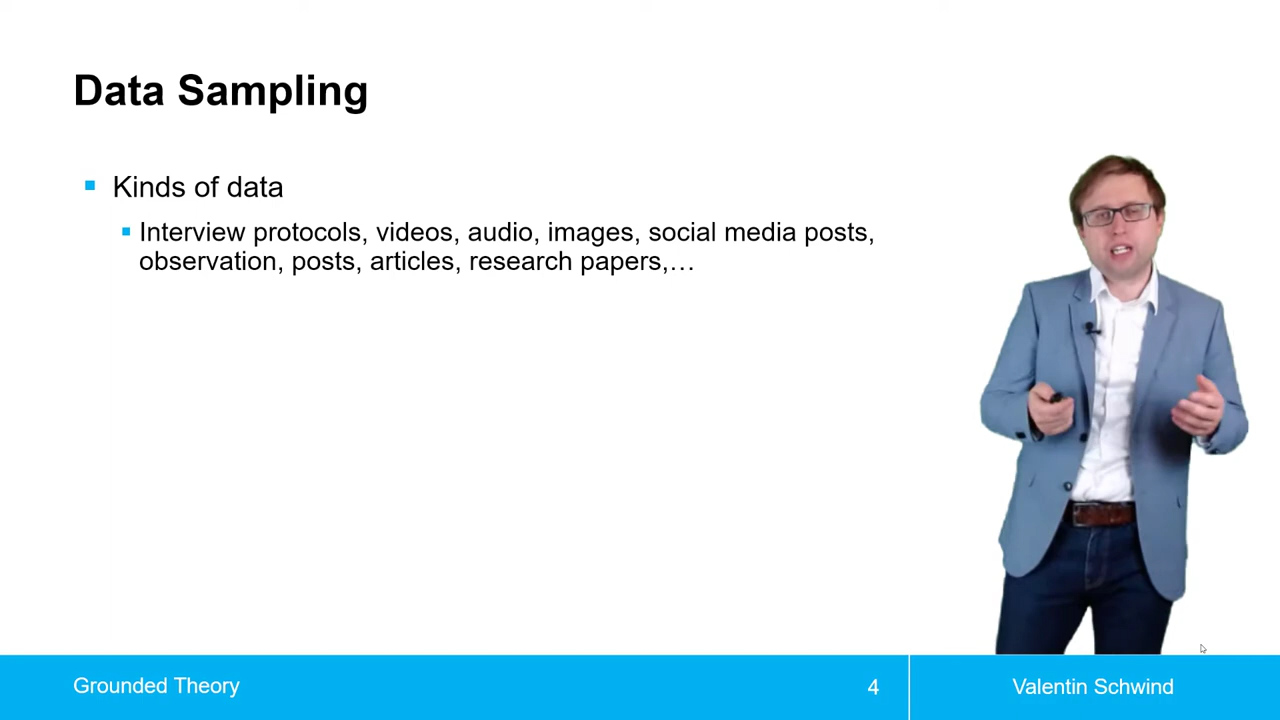 Data Sampling
Kinds of data
Interview protocols, videos, audio, images, social media posts,
observation, posts, articles, research papers,…
Grounded Theory
4
Valentin Schwind